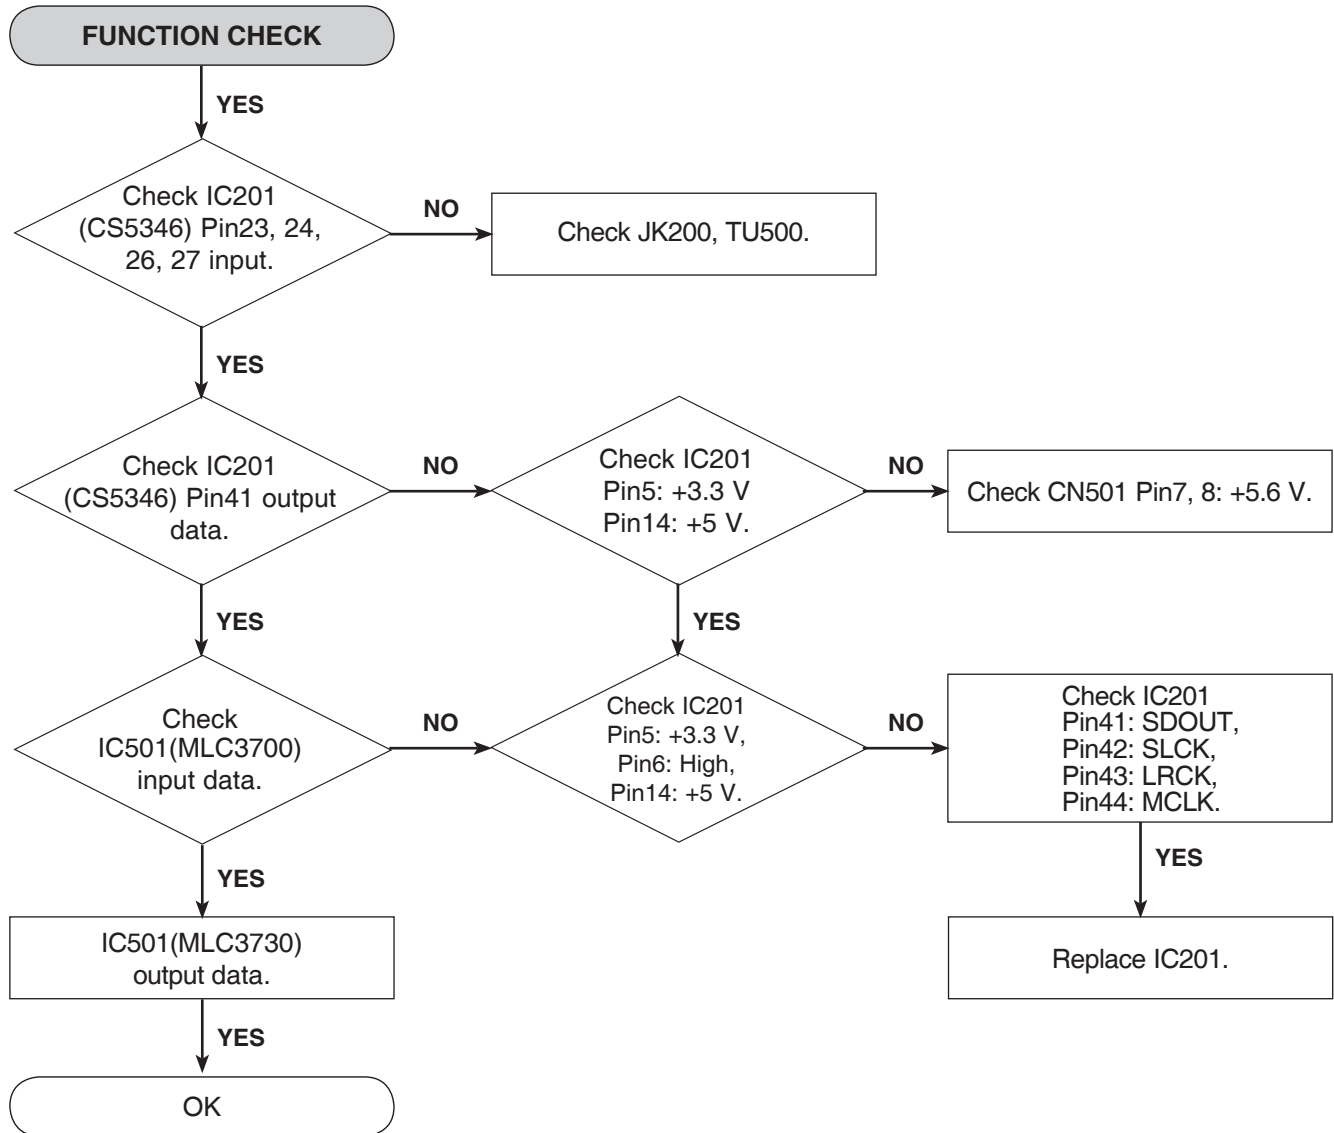 FUNCTION CHECK
YES
Check IC201
(CS5346) Pin23, 24,
26, 27 input.
NO
Check JK200, TU500.
YES
Check IC201
(CS5346) Pin41 output
data.
NO
Check IC201
Pin5: +3.3 V
Pin14: +5 V.
NO
Check CN501 Pin7, 8: +5.6 V.
YES
YES
Check
IC501(MLC3700)
input data.
NO
Check IC201
Pin5: +3.3 V,
Pin6: High,
Pin14: +5 V.
NO
Check IC201
Pin41: SDOUT,
Pin42: SLCK,
Pin43: LRCK,
Pin44: MCLK.
YES
YES
IC501(MLC3730)
output data.
Replace IC201.
YES
OK